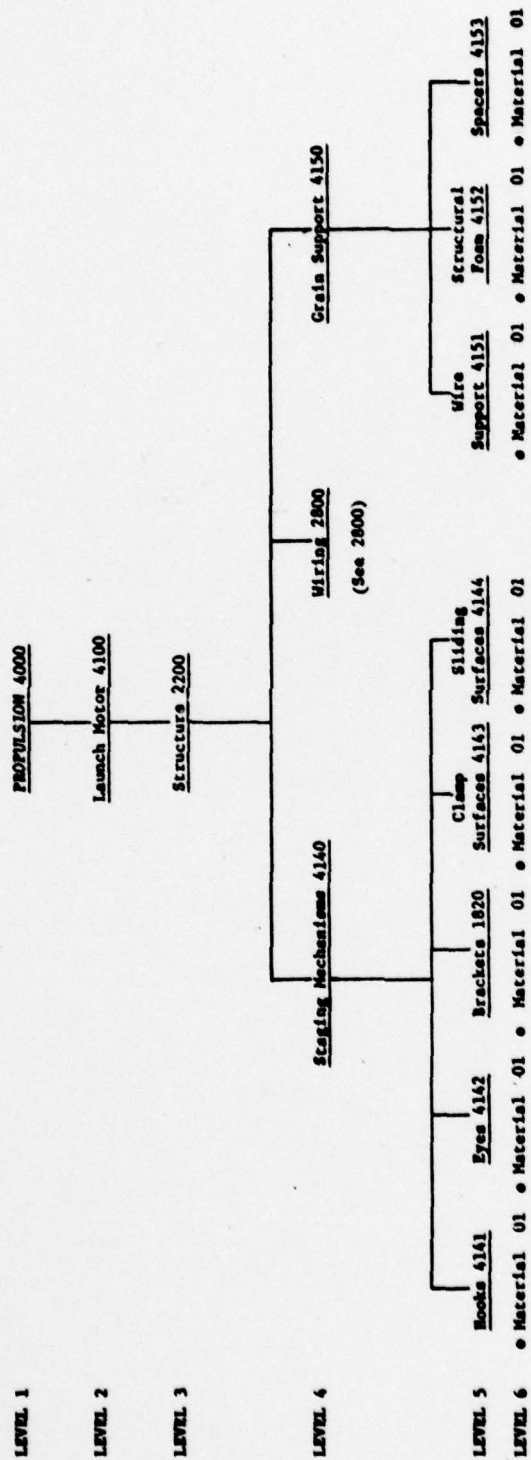 LEVEL 1
PROPULSION 4000
LEVEL 2
Launch Motor 4100
LEVEL 3
Structure 2200
LEVEL 4
Staging Mechanisms 4140
Wiring 2800
(See 2800)
Grain Support 4150
LEVEL 5
Hooks 4141
Eyes 4142
Brackets 1820
Clamp
Surfaces 4143
Sliding
Surfaces 4144
Wire
Support 4151
Structural
Foam 4152
Spacers 4153
LEVEL 6
• Material 01 • Material 01 • Material 01 • Material 01 • Material 01 • Material 01 • Material 01 • Material 01